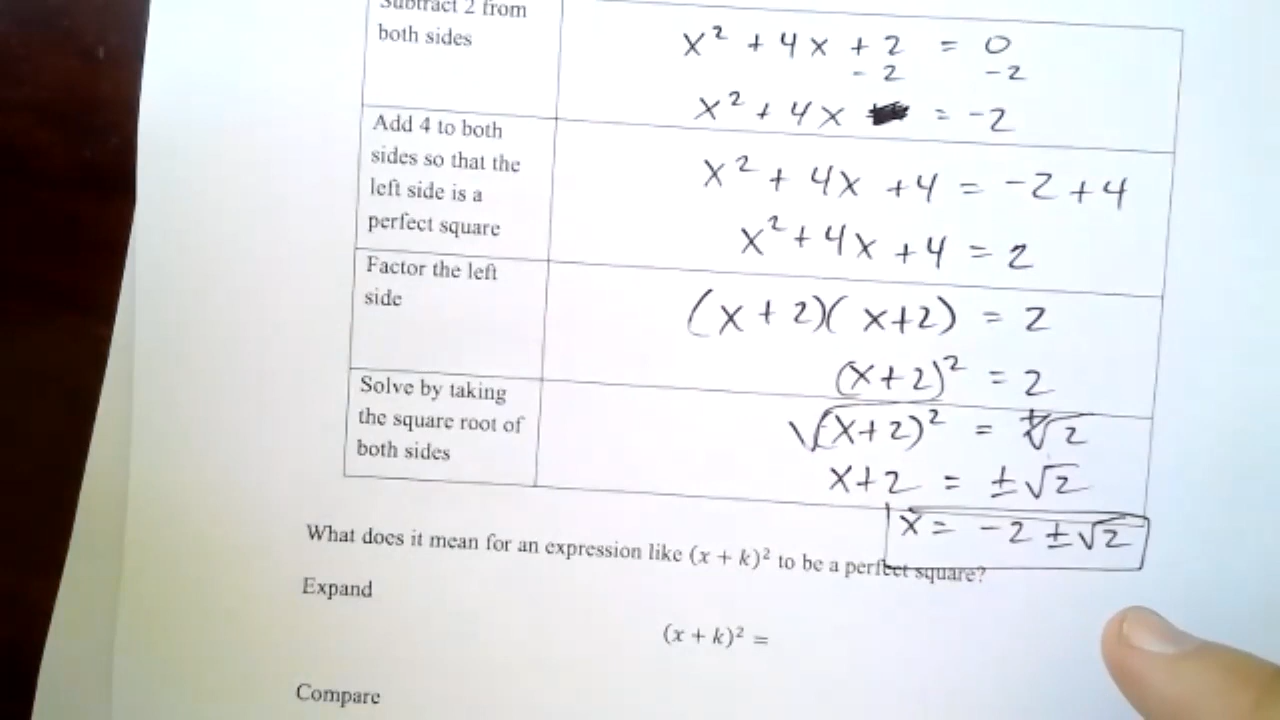 Subtract 2 from
both sides
x² + 4x + 2 = 0
- 2 -2
x² + 4x = -2
Add 4 to both
sides so that the
left side is a
perfect square
x² + 4x + 4 = -2 + 4
x² + 4x + 4 = 2
Factor the left
side
(x + 2)(x + 2) = 2
(x + 2)² = 2
Solve by taking
the square root of
both sides
√(x + 2)² = ±√2
x + 2 = ±√2
x = -2 ± √2
What does it mean for an expression like (x + k)² to be a perfect square?
Expand
(x + k)² =
Compare